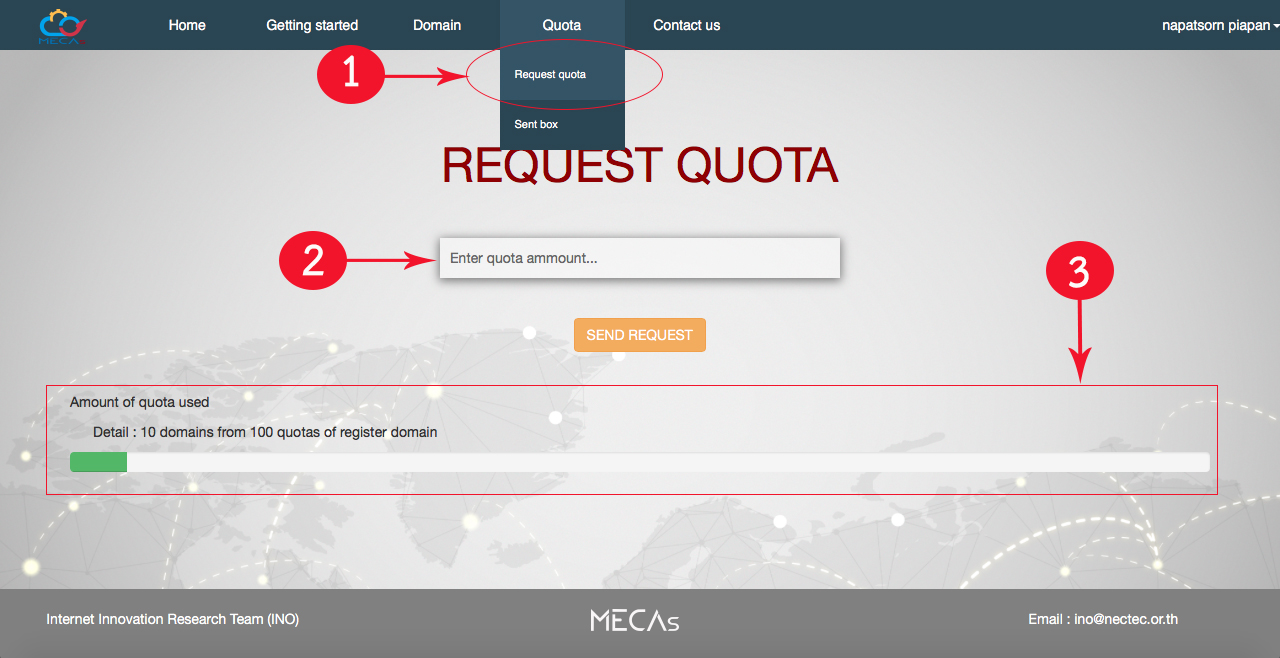 MECAs
Home
Getting started
Domain
Quota
Contact us
napatsorn piapan
1
Request quota
Sent box
REQUEST QUOTA
2
Enter quota ammount...
3
SEND REQUEST
Amount of quota used
Detail : 10 domains from 100 quotas of register domain
Internet Innovation Research Team (INO)
MECAs
Email : ino@nectec.or.th